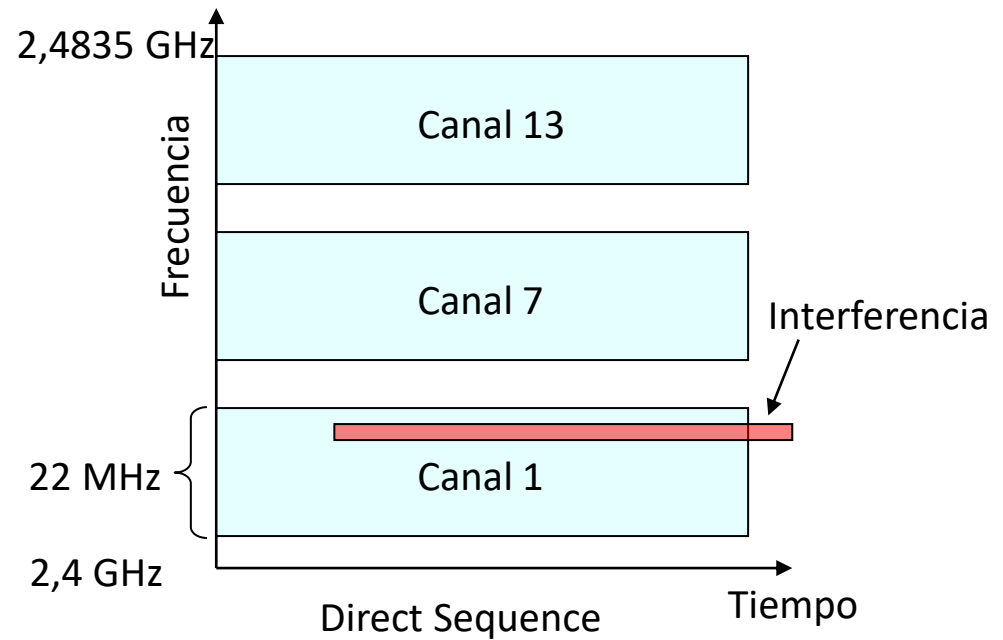 2,4835 GHz
Frecuencia
Canal 13
Canal 7
Interferencia
22 MHz
Canal 1
2,4 GHz
Direct Sequence
Tiempo